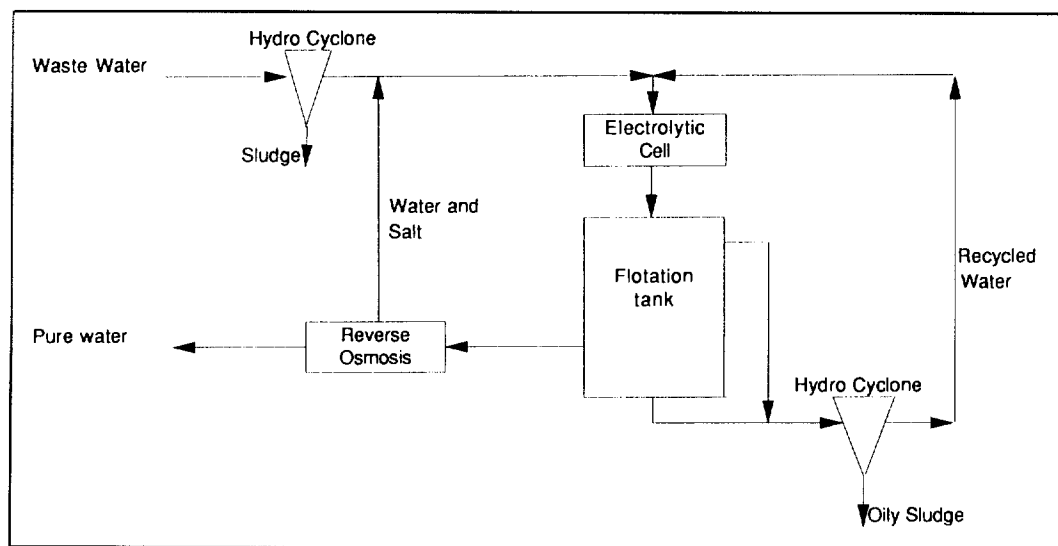 Hydro Cyclone
Waste Water
Electrolytic
Cell
Sludge
Water and
Salt
Flotation
tank
Recycled
Water
Pure water
Reverse
Osmosis
Hydro Cyclone
Oily Sludge